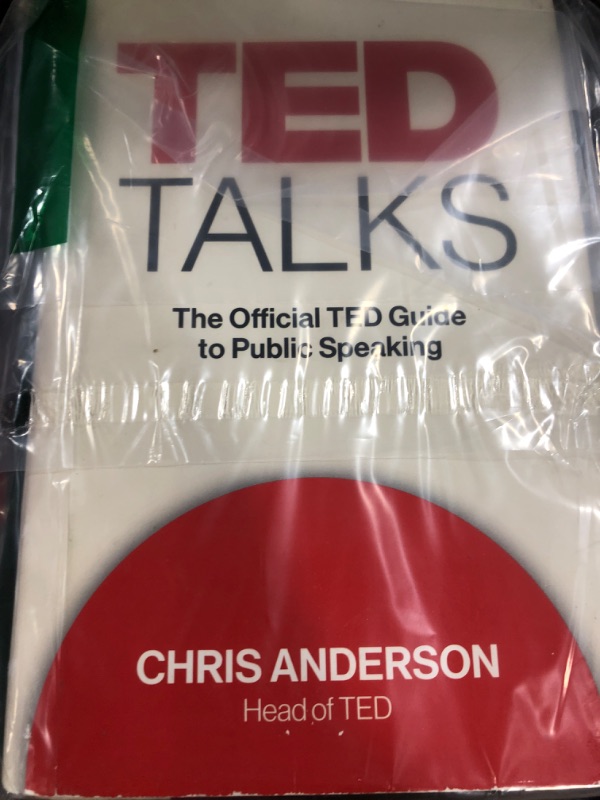 TED
TALKS
The Official TED Guide
to Public Speaking
CHRIS ANDERSON
Head of TED